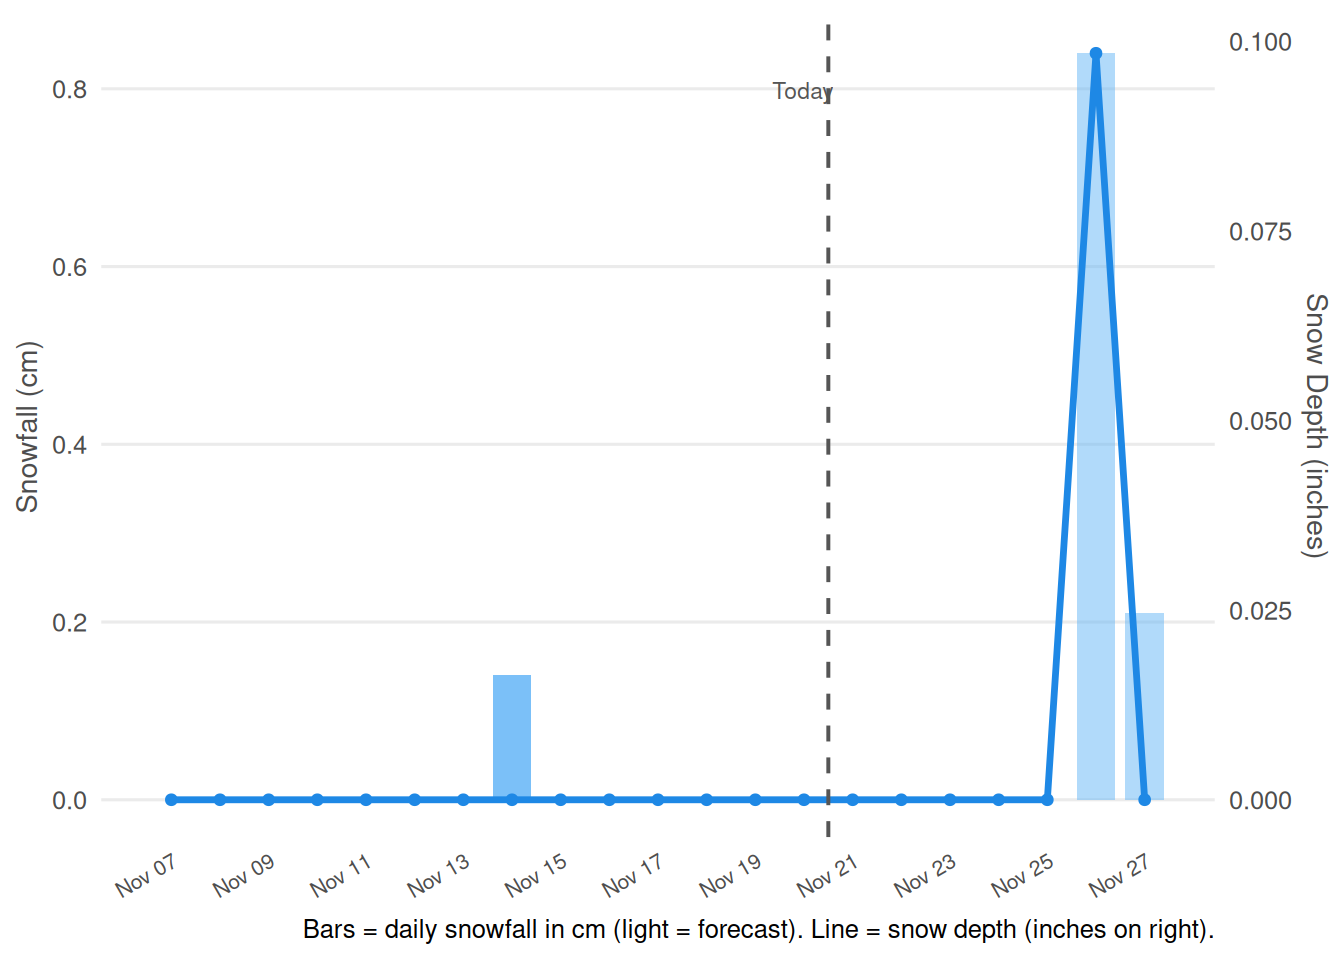 Today
0.8
0.6
0.4
0.2
0.0
Snowfall (cm)
0.100
0.075
0.050
0.025
0.000
Snow Depth (inches)
Nov 07
Nov 09
Nov 11
Nov 13
Nov 15
Nov 17
Nov 19
Nov 21
Nov 23
Nov 25
Nov 27
Bars = daily snowfall in cm (light = forecast). Line = snow depth (inches on right).